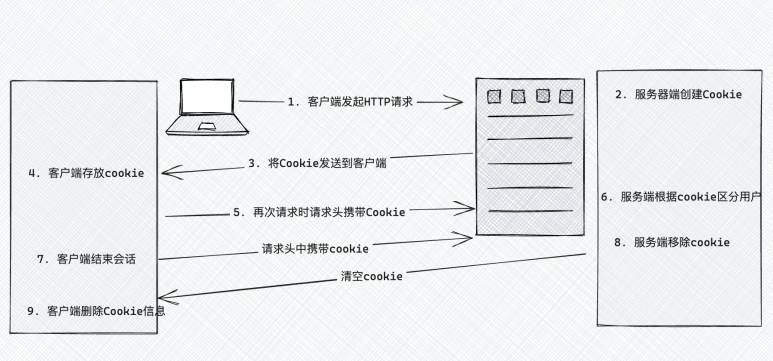 1. 客户端发起HTTP请求
2. 服务器端创建Cookie
3. 将Cookie发送到客户端
4. 客户端存放cookie
5. 再次请求时请求头携带Cookie
6. 服务端根据cookie区分用户
7. 客户端结束会话
请求头中携带cookie
8. 服务端移除cookie
清空cookie
9. 客户端删除Cookie信息